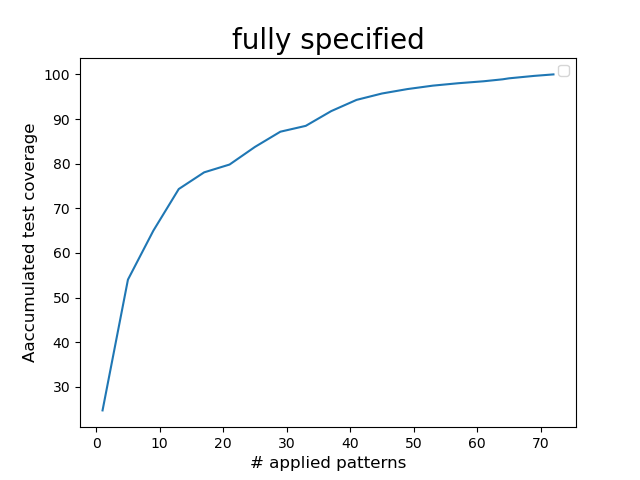 fully specified
100
90
80
70
60
50
40
30
Aaccumulated test coverage
0 10 20 30 40 50 60 70
# applied patterns